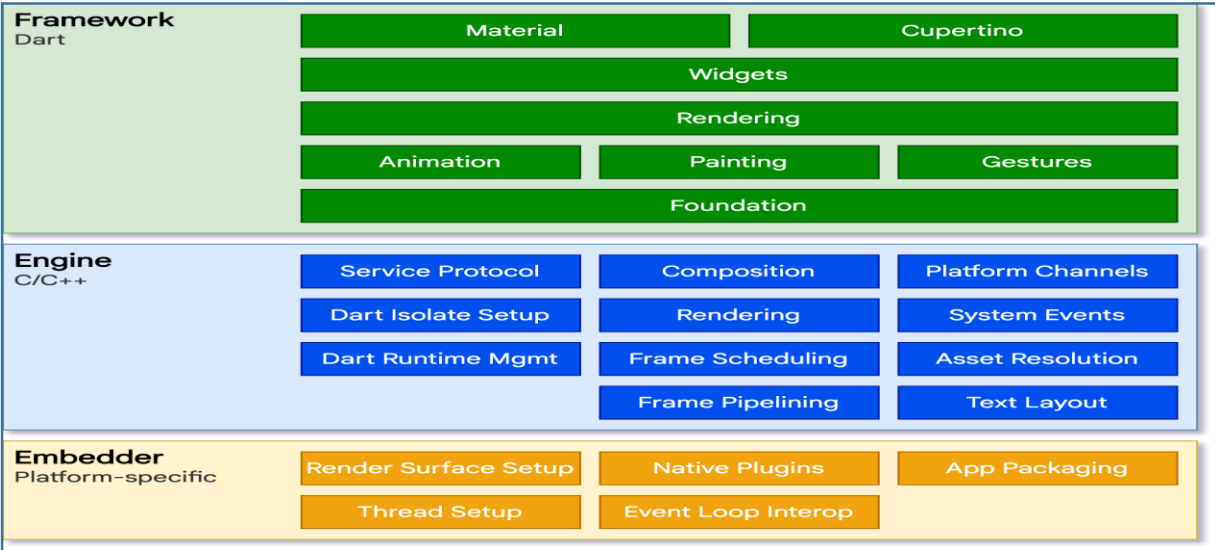 Framework
Dart
Material
Cupertino
Widgets
Rendering
Animation
Painting
Gestures
Foundation
Engine
C/C++
Service Protocol
Composition
Platform Channels
Dart Isolate Setup
Rendering
System Events
Dart Runtime Mgmt
Frame Scheduling
Asset Resolution
Frame Pipelining
Text Layout
Embedder
Platform-specific
Render Surface Setup
Native Plugins
App Packaging
Thread Setup
Event Loop Interop